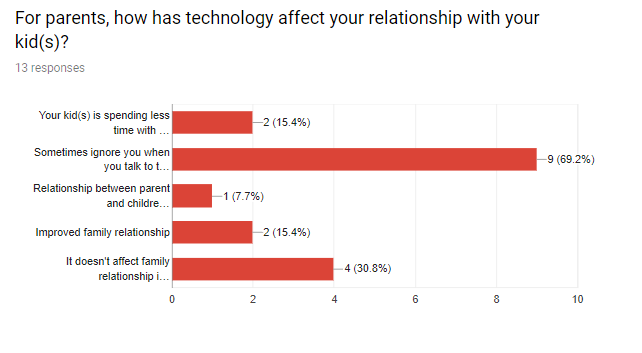 For parents, how has technology affect your relationship with your
kid(s)?
13 responses
Your kid(s) is spending less
time with ...
2 (15.4%)
Sometimes ignore you when
you talk to t...
9 (69.2%)
Relationship between parent
and childre...
1 (7.7%)
Improved family relationship
2 (15.4%)
It doesn't affect family
relationship i...
4 (30.8%)
0 2 4 6 8 10